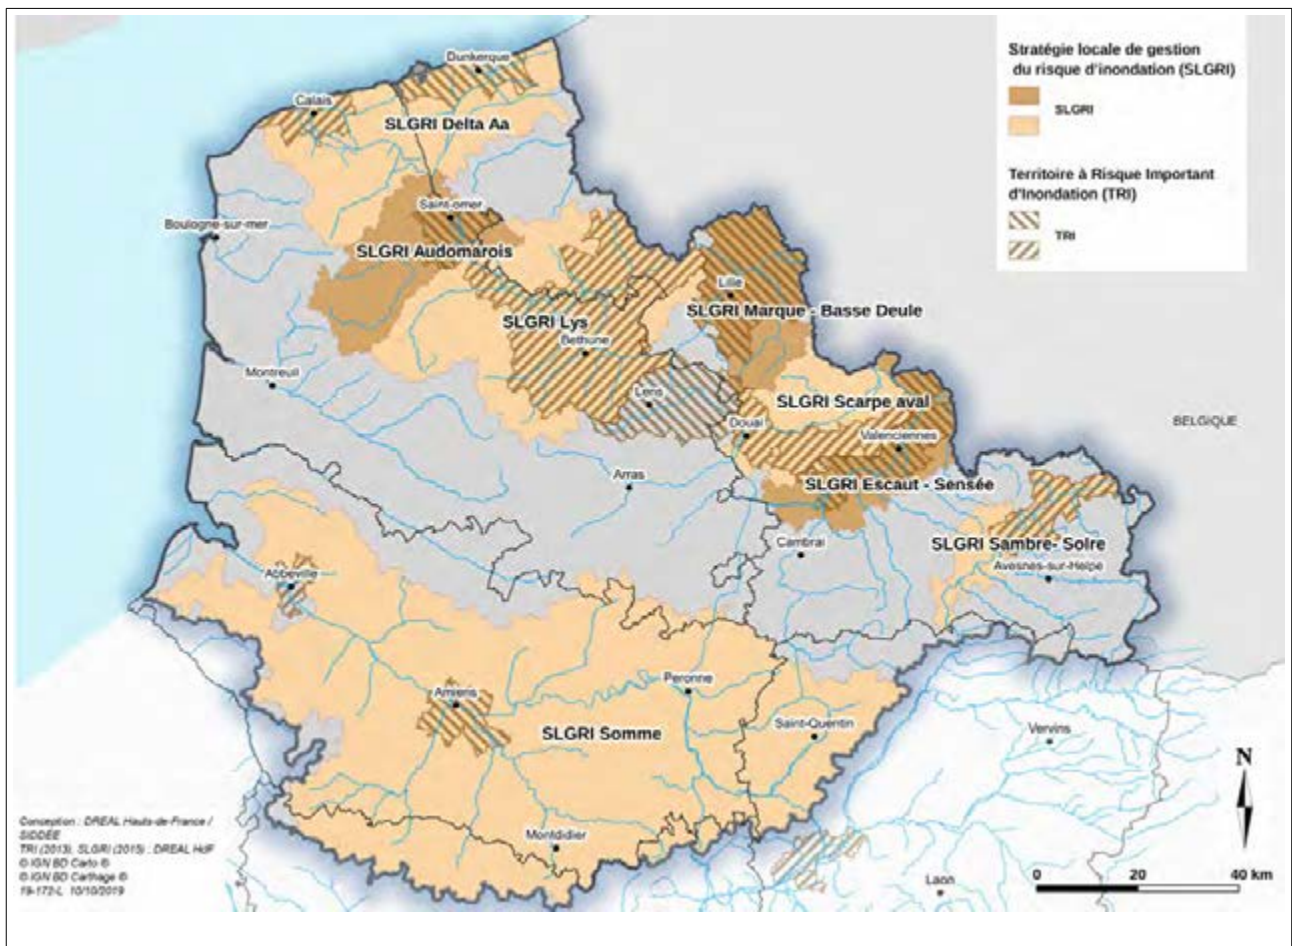 Stratégie locale de gestion
du risque d'inondation (SLGRI)
SLGRI
Territoire à Risque Important
d'Inondation (TRI)
TRI
Dunkerque
Calais
SLGRI Delta Aa
Saint-omer
Boulogne-sur-mer
SLGRI Audomarois
Lille
SLGRI Marque - Basse Deule
SLGRI Lys
Bethune
Montreuil
Lens
SLGRI Scarpe aval
Douai
BELGIQUE
Valenciennes
Arras
SLGRI Escaut - Sensée
Cambrai
SLGRI Sambre- Solre
Avesnes-sur-Helpe
Abbeville
Peronne
Amiens
Saint-Quentin
SLGRI Somme
Vervins
N
Montdidier
Laon
0 20 40 km
Conception : DREAL Hauts-de-France /
SIDDÉE
TRI (2013), SLGRI (2015) : DREAL HdF
© IGN BD Carto ®
© IGN BD Carthage ®
19-172-L 10/10/2019